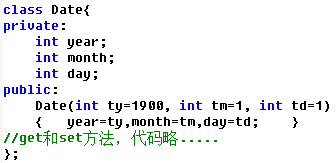 class Date{
private:
    int year;
    int month;
    int day;
public:
    Date(int ty=1900, int tm=1, int td=1)
    {   year=ty,month=tm,day=td;    }
//get和set方法，代码略.....
};